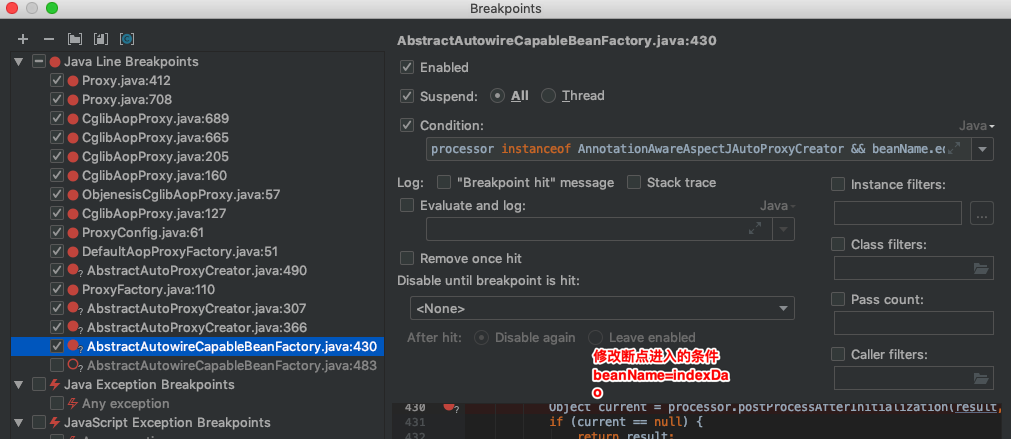 Breakpoints
AbstractAutowireCapableBeanFactory.java:430
Java Line Breakpoints
Proxy.java:412
Proxy.java:708
CglibAopProxy.java:689
CglibAopProxy.java:665
CglibAopProxy.java:205
CglibAopProxy.java:160
ObjenesisCglibAopProxy.java:57
CglibAopProxy.java:127
ProxyConfig.java:61
DefaultAopProxyFactory.java:51
AbstractAutoProxyCreator.java:490
ProxyFactory.java:110
AbstractAutoProxyCreator.java:307
AbstractAutoProxyCreator.java:366
AbstractAutowireCapableBeanFactory.java:430
AbstractAutowireCapableBeanFactory.java:483
Java Exception Breakpoints
Any exception
JavaScript Exception Breakpoints
Enabled
Suspend: All Thread
Condition: Java
processor instanceof AnnotationAwareAspectJAutoProxyCreator && beanName.e
Log: "Breakpoint hit" message Stack trace
Evaluate and log: Java
Remove once hit
Disable until breakpoint is hit:
<None>
After hit: Disable again Leave enabled
Instance filters:
...
Class filters:
Pass count:
Caller filters:
修改断点进入的条件
beanName=indexDa
o
430 Object current = processor.postProcessAfterInitialization(result,
431 if (current == null) {
432 return result;